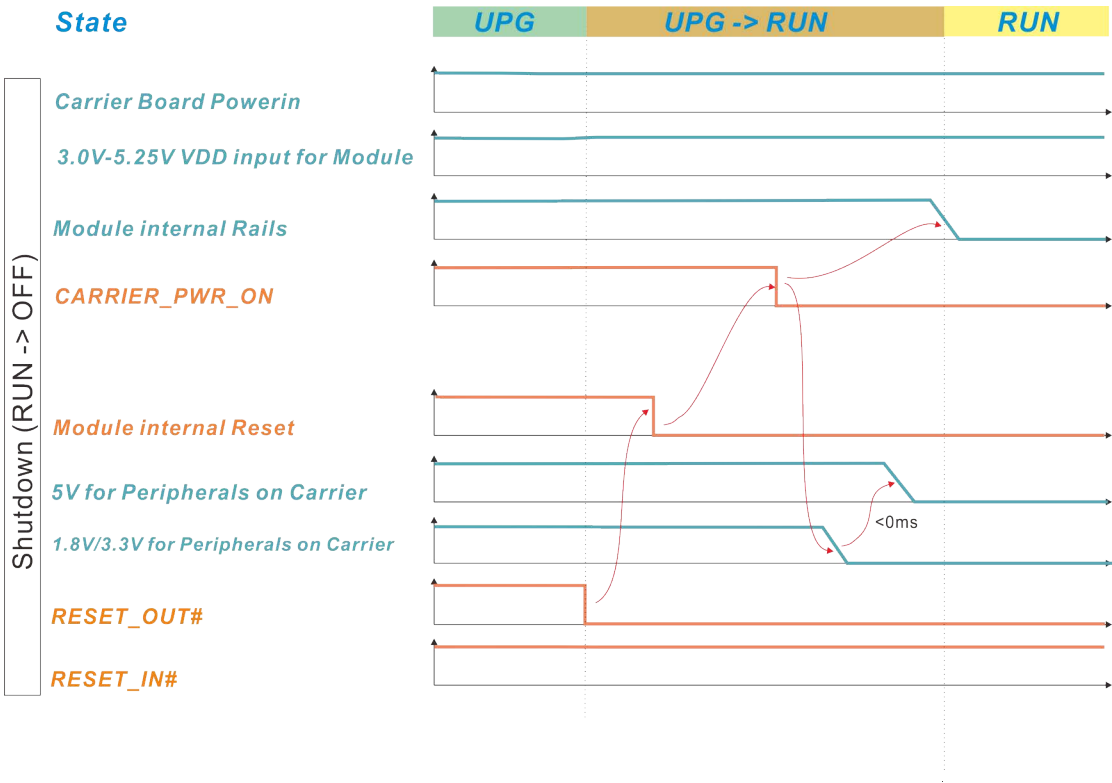 State
UPG
UPG -> RUN
RUN
Shutdown (RUN -> OFF)
Carrier Board Powerin
3.0V-5.25V VDD input for Module
Module internal Rails
CARRIER_PWR_ON
Module internal Reset
5V for Peripherals on Carrier
<0ms
1.8V/3.3V for Peripherals on Carrier
RESET_OUT#
RESET_IN#